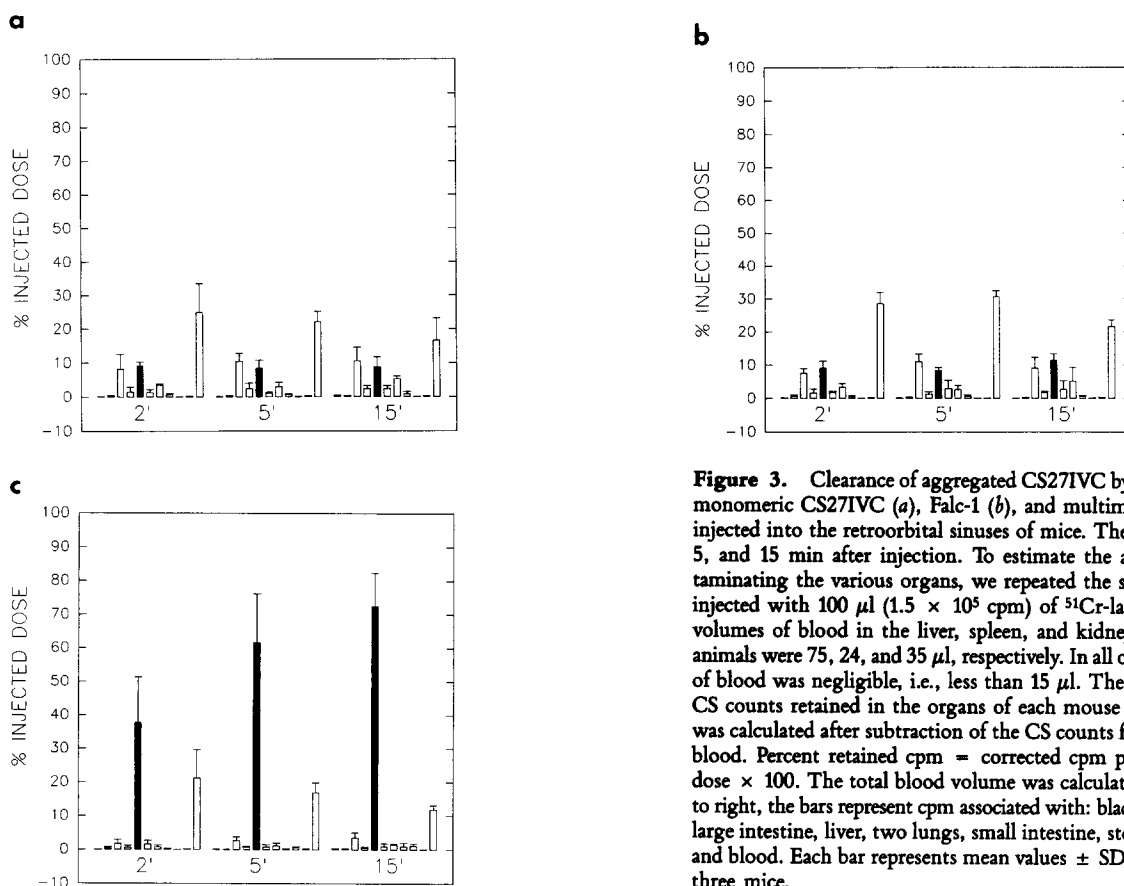 a
100
90
80
70
60
50
40
30
20
10
0
-10
% INJECTED DOSE
2' 5' 15'
b
100
90
80
70
60
50
40
30
20
10
0
-10
% INJECTED DOSE
2' 5' 15'
c
100
90
80
70
60
50
40
30
20
10
0
-10
% INJECTED DOSE
2' 5' 15'
Figure 3. Clearance of aggregated CS27IVC by
monomeric CS27IVC (a), Falc-1 (b), and multim
injected into the retroorbital sinuses of mice. The
5, and 15 min after injection. To estimate the a
taminating the various organs, we repeated the s
injected with 100 μl (1.5 × 10⁵ cpm) of ⁵¹Cr-la
volumes of blood in the liver, spleen, and kidney
animals were 75, 24, and 35 μl, respectively. In all o
of blood was negligible, i.e., less than 15 μl. The
CS counts retained in the organs of each mouse
was calculated after subtraction of the CS counts f
blood. Percent retained cpm = corrected cpm p
dose × 100. The total blood volume was calculat
to right, the bars represent cpm associated with: blad
large intestine, liver, two lungs, small intestine, sto
and blood. Each bar represents mean values ± SD
three mice.